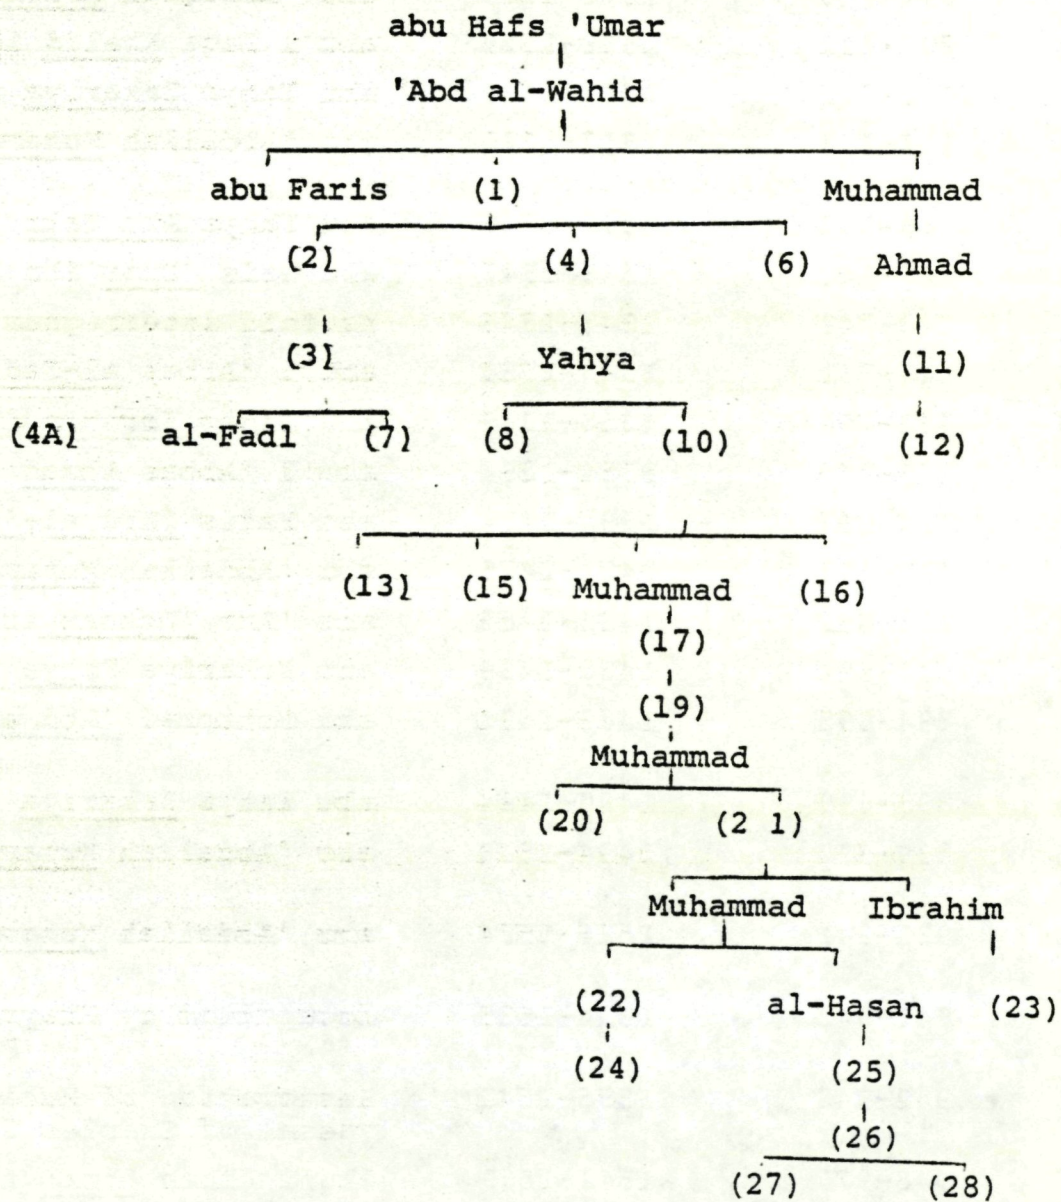 abu Hafs 'Umar
'Abd al-Wahid
abu Faris (1) Muhammad
(2) (4) (6) Ahmad
(3) Yahya (11)
(4A) al-Fadl (7) (8) (10) (12)
(13) (15) Muhammad (16)
(17)
(19)
Muhammad
(20) (2 1)
Muhammad Ibrahim
(22) al-Hasan (23)
(24) (25)
(26)
(27) (28)